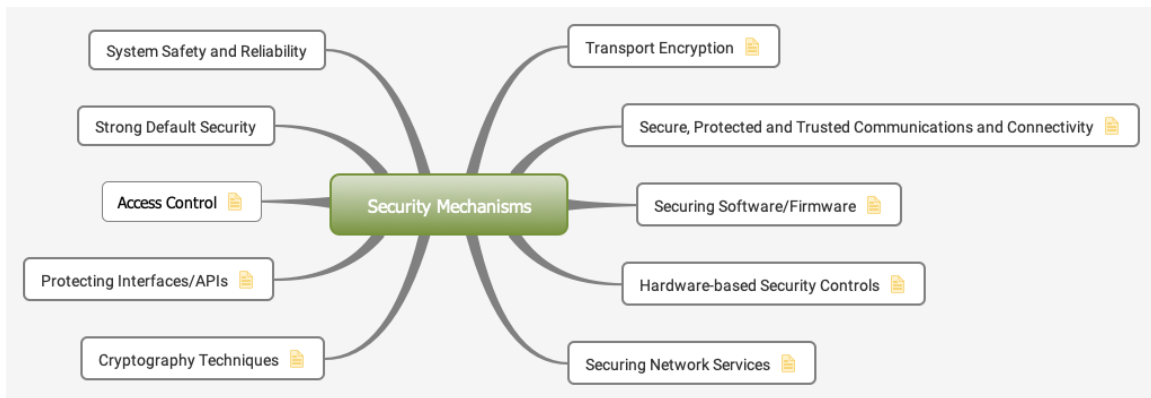 System Safety and Reliability
Strong Default Security
Access Control
Protecting Interfaces/APIs
Cryptography Techniques
Security Mechanisms
Transport Encryption
Secure, Protected and Trusted Communications and Connectivity
Securing Software/Firmware
Hardware-based Security Controls
Securing Network Services